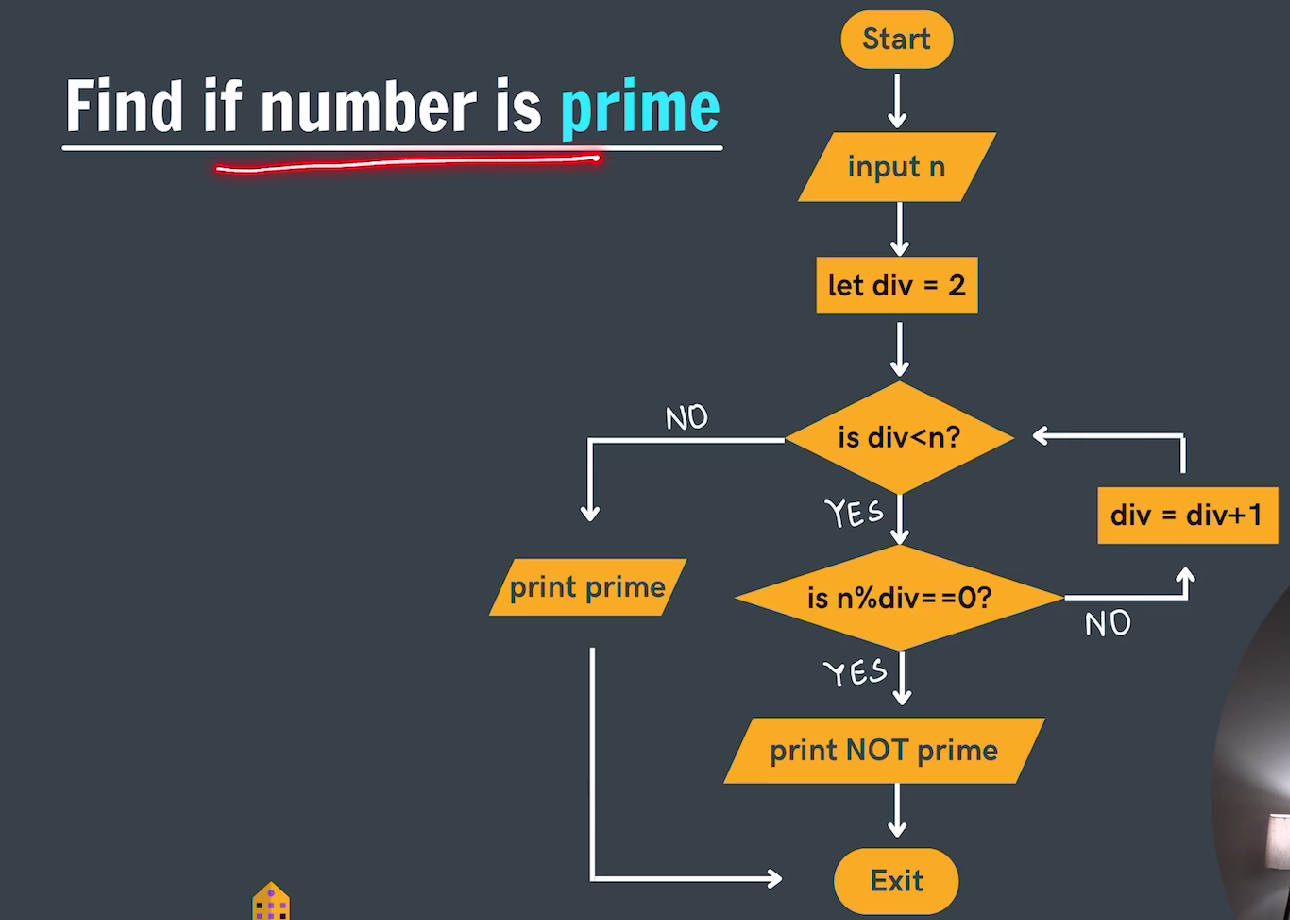 Find if number is prime
Start
input n
let div = 2
is div<n?
NO
YES
div = div+1
print prime
is n%div==0?
NO
YES
print NOT prime
Exit